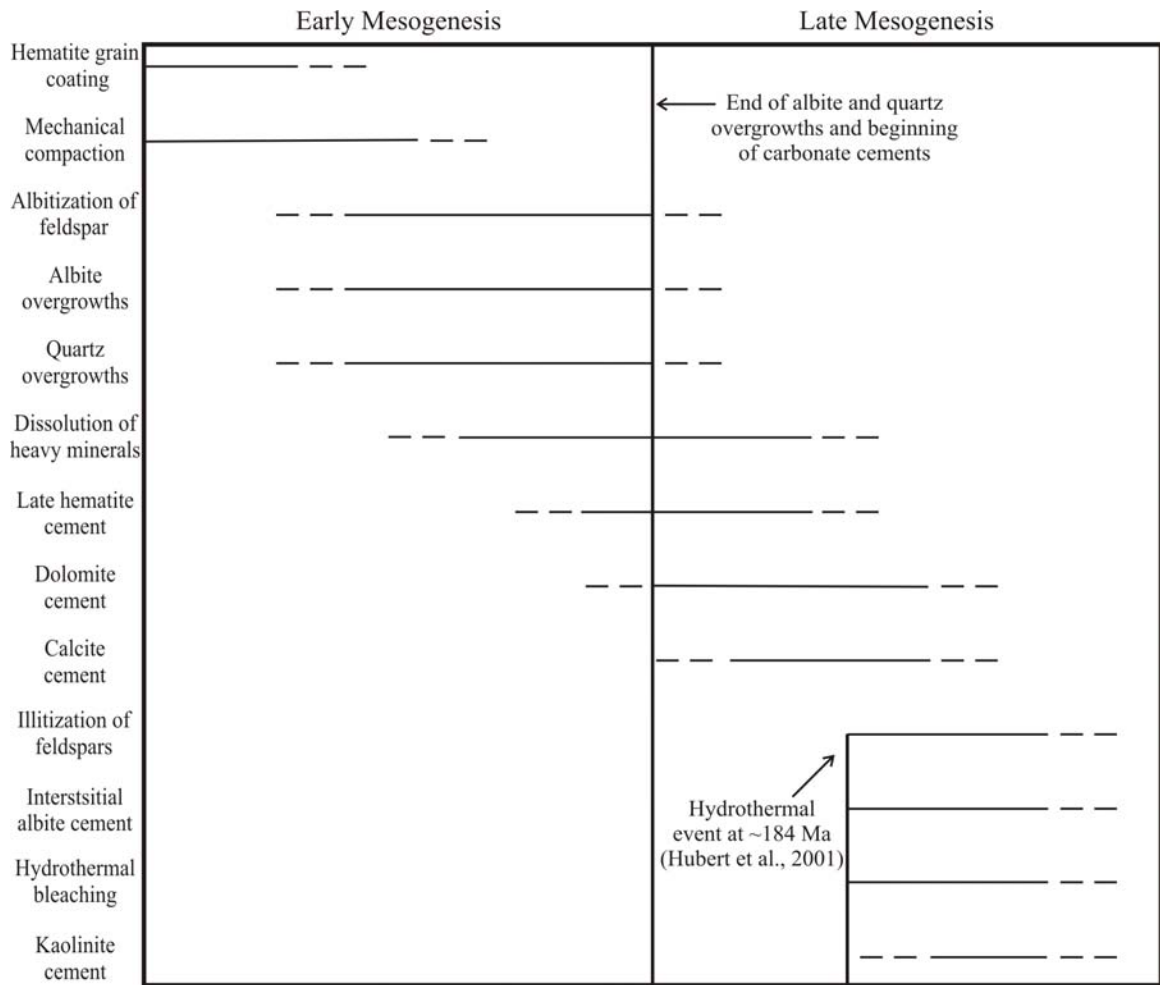 Early Mesogenesis
Late Mesogenesis
Hematite grain
coating
End of albite and quartz
overgrowths and beginning
of carbonate cements
Mechanical
compaction
Albitization of
feldspar
Albite
overgrowths
Quartz
overgrowths
Dissolution of
heavy minerals
Late hematite
cement
Dolomite
cement
Calcite
cement
Illitization of
feldspars
Interstsitial
albite cement
Hydrothermal
event at ~184 Ma
(Hubert et al., 2001)
Hydrothermal
bleaching
Kaolinite
cement